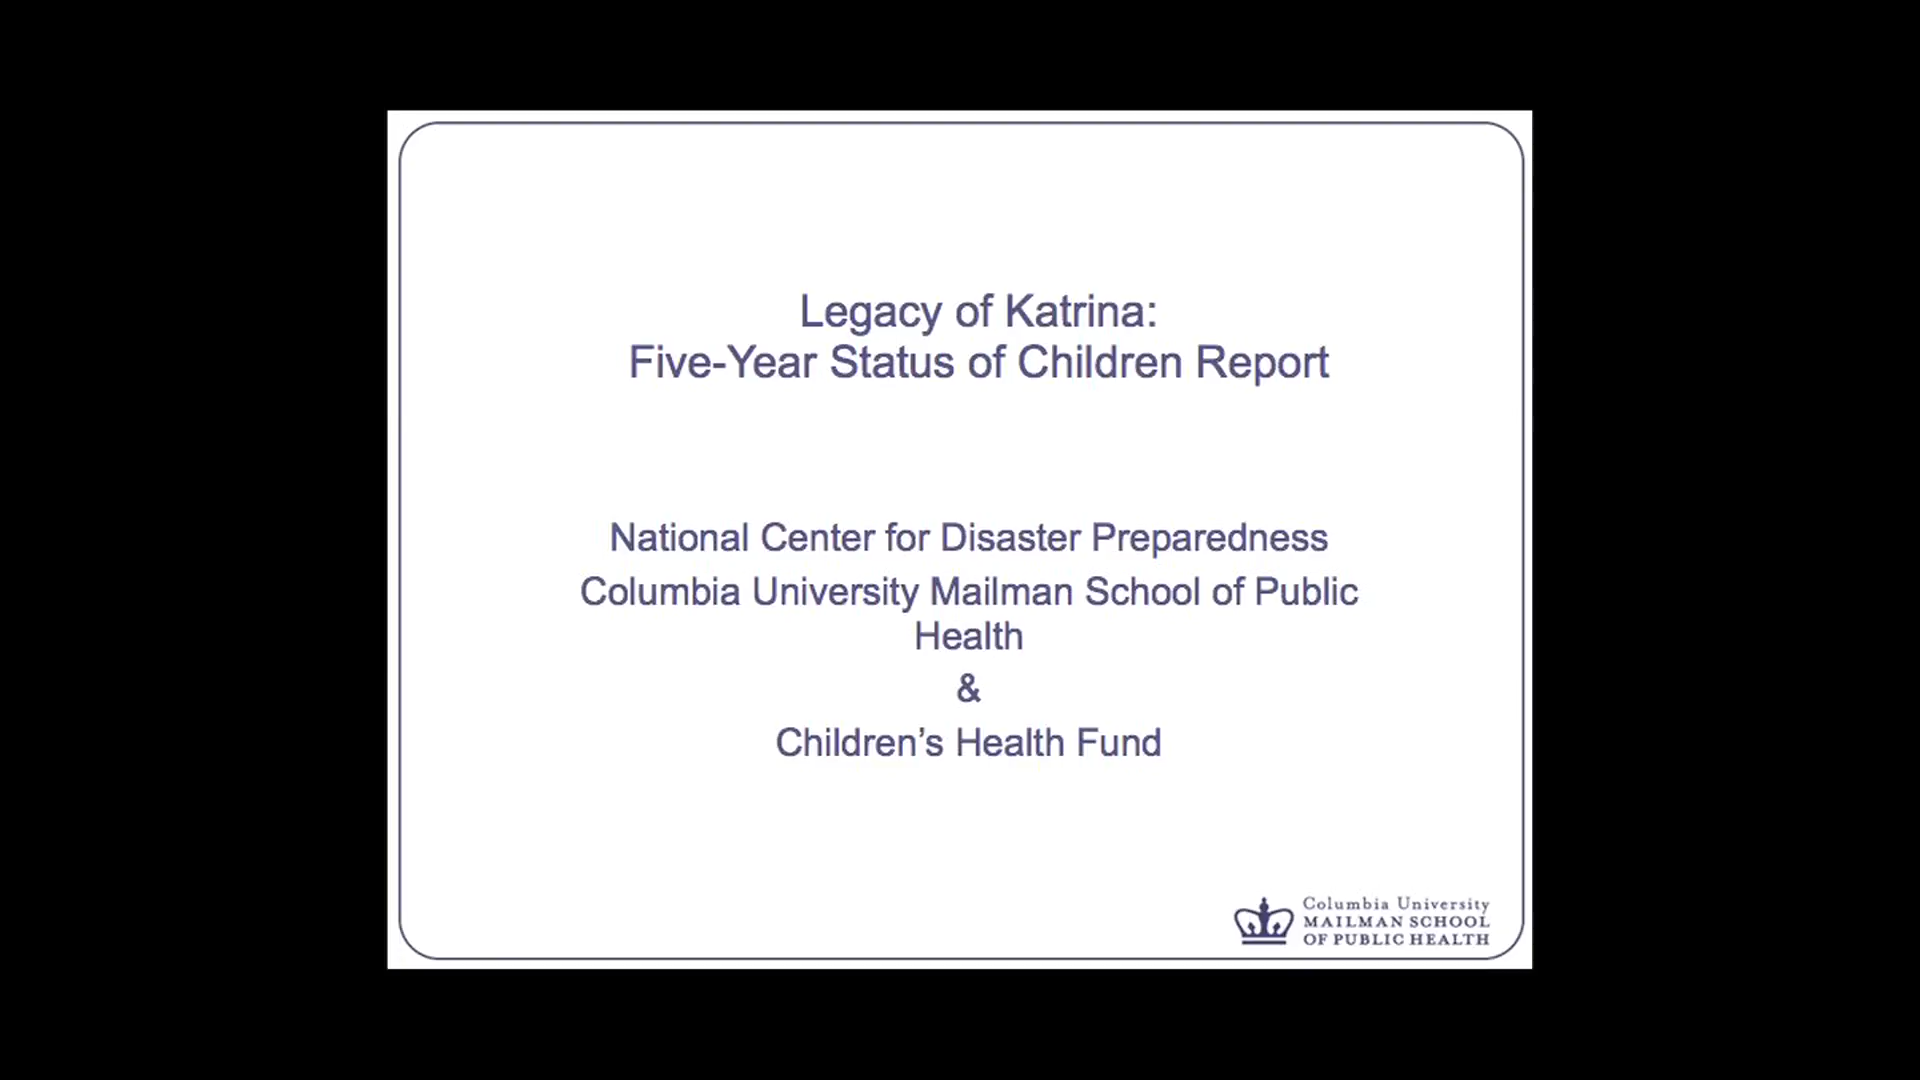 Legacy of Katrina:
Five-Year Status of Children Report
National Center for Disaster Preparedness
Columbia University Mailman School of Public
Health
&
Children’s Health Fund
Columbia University
MAILMAN SCHOOL
OF PUBLIC HEALTH